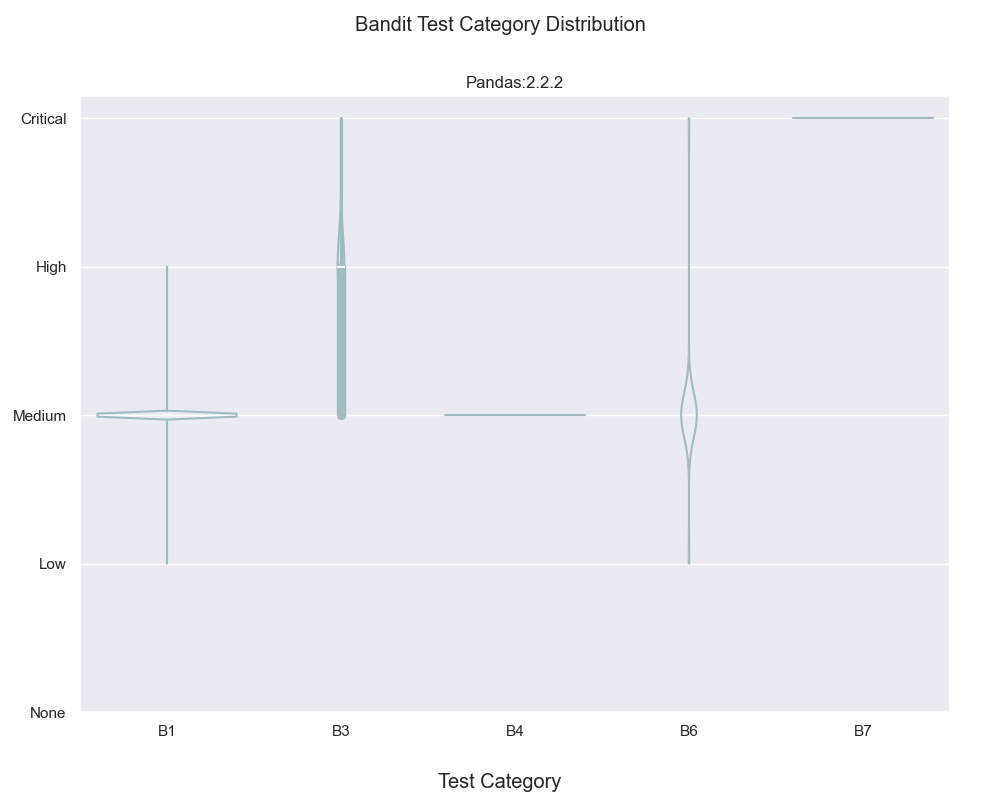 Bandit Test Category Distribution
Pandas:2.2.2
Critical
High
Medium
Low
None
B1 B3 B4 B6 B7
Test Category